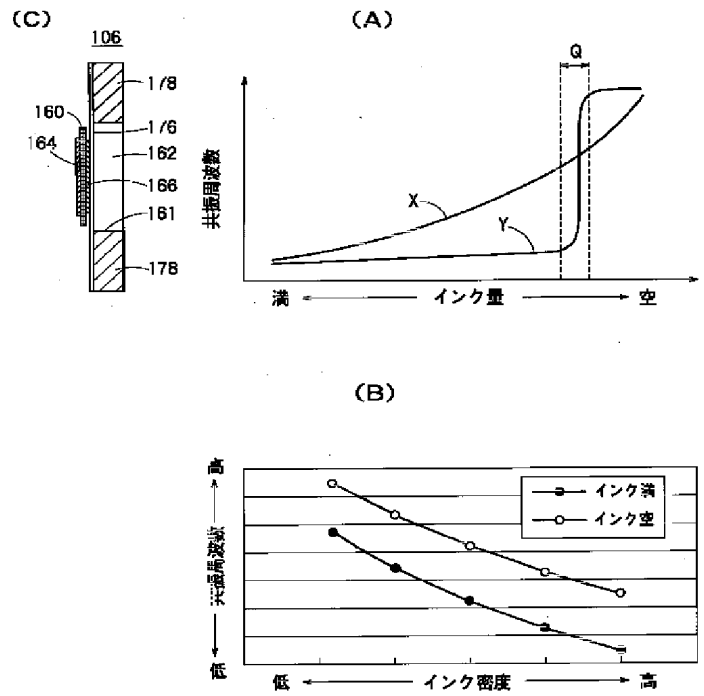 (C)
106
178
160
176
164
162
166
161
178
(A)
Q
共振周波数
X
Y
満 ← インク量 → 空
(B)
高
共振周波数
低
インク満
インク空
低 ← インク密度 → 高